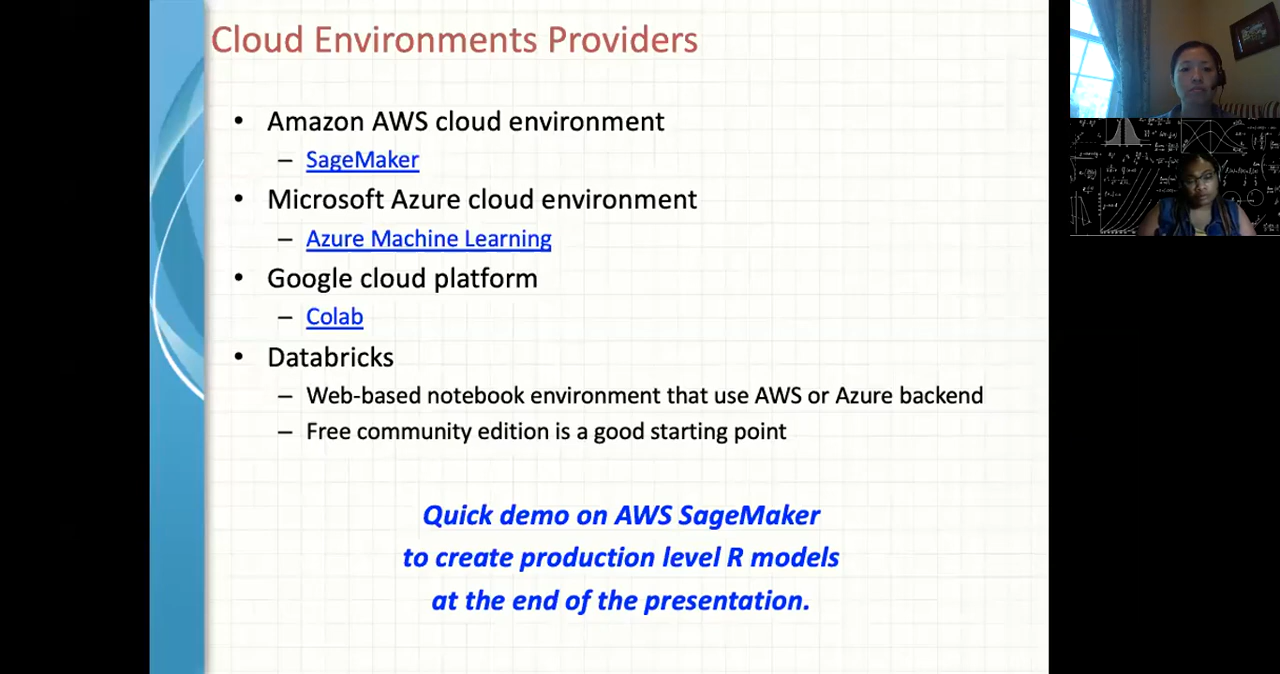 Cloud Environments Providers
• Amazon AWS cloud environment
– SageMaker
• Microsoft Azure cloud environment
– Azure Machine Learning
• Google cloud platform
– Colab
• Databricks
– Web-based notebook environment that use AWS or Azure backend
– Free community edition is a good starting point
Quick demo on AWS SageMaker
to create production level R models
at the end of the presentation.